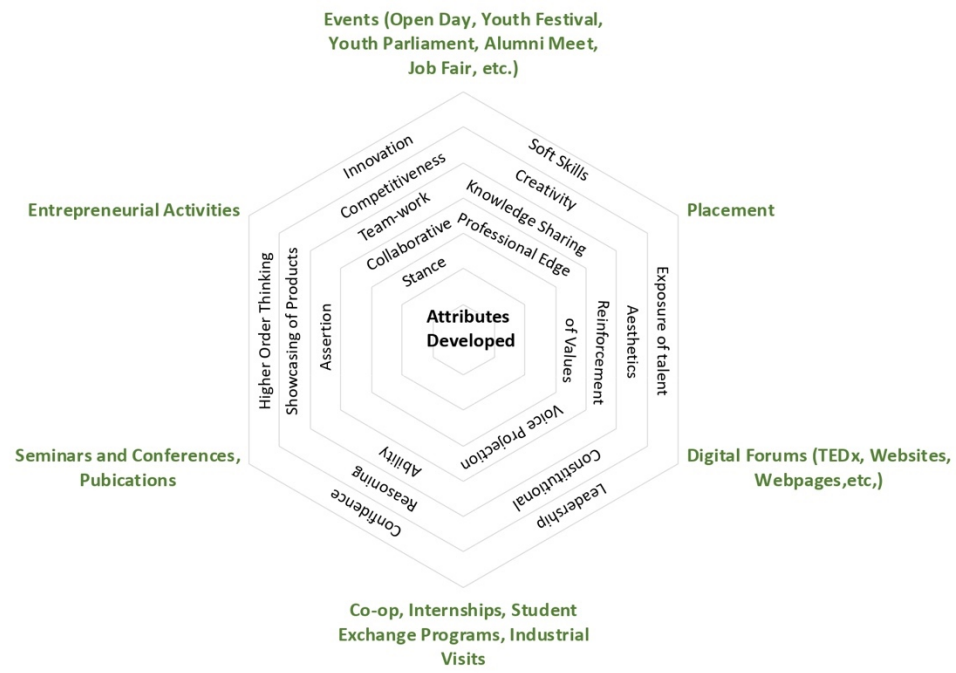 Events (Open Day, Youth Festival,
Youth Parliament, Alumni Meet,
Job Fair, etc.)
Innovation
Competitiveness
Team-work
Collaborative
Stance
Soft Skills
Creativity
Knowledge Sharing
Professional Edge
Entrepreneurial Activities
Placement
Higher Order Thinking
Showcasing of Products
Assertion
Attributes
Developed
of Values
Reinforcement
Aesthetics
Exposure of talent
Seminars and Conferences,
Pubications
Digital Forums (TEDx, Websites,
Webpages,etc,)
Ability
Reasoning
Confidence
Voice Projection
Constitutional
Leadership
Co-op, Internships, Student
Exchange Programs, Industrial
Visits